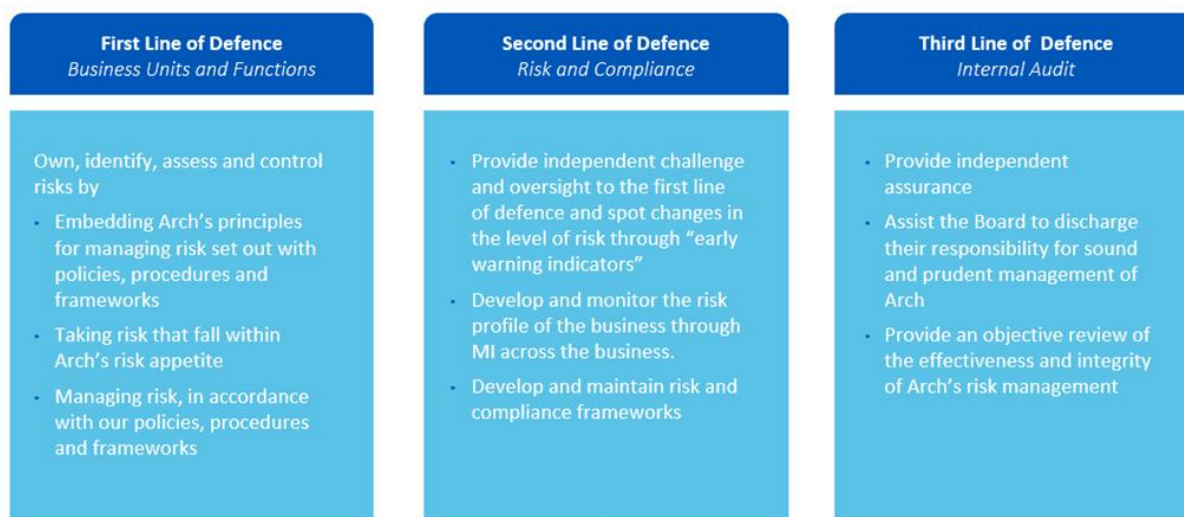 First Line of Defence
Business Units and Functions
Own, identify, assess and control
risks by
• Embedding Arch's principles
for managing risk set out with
policies, procedures and
frameworks
• Taking risk that fall within
Arch's risk appetite
• Managing risk, in accordance
with our policies, procedures
and frameworks
Second Line of Defence
Risk and Compliance
• Provide independent challenge
and oversight to the first line
of defence and spot changes in
the level of risk through “early
warning indicators”
• Develop and monitor the risk
profile of the business through
MI across the business.
• Develop and maintain risk and
compliance frameworks
Third Line of Defence
Internal Audit
• Provide independent
assurance
• Assist the Board to discharge
their responsibility for sound
and prudent management of
Arch
• Provide an objective review of
the effectiveness and integrity
of Arch's risk management